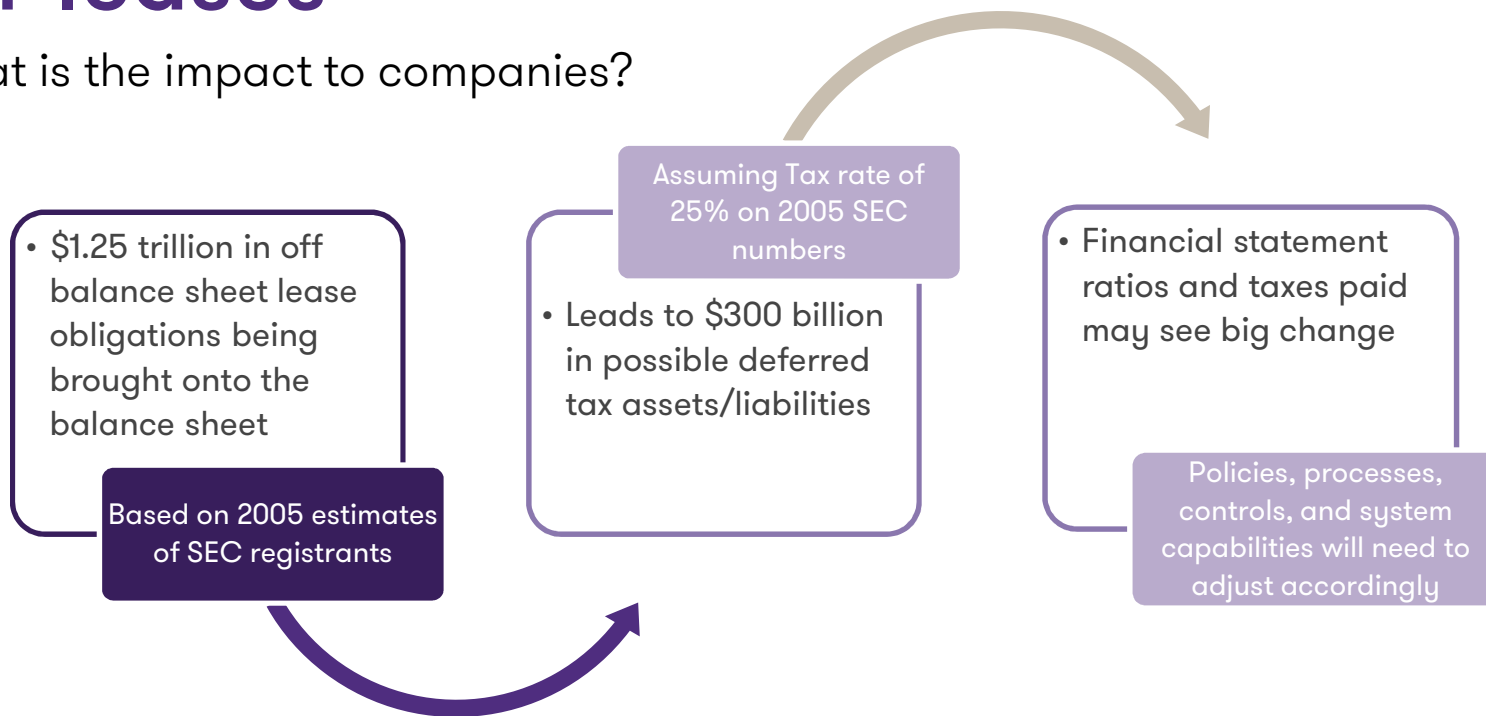 leases
at is the impact to companies?
• $1.25 trillion in off
balance sheet lease
obligations being
brought onto the
balance sheet
Based on 2005 estimates
of SEC registrants
Assuming Tax rate of
25% on 2005 SEC
numbers
• Leads to $300 billion
in possible deferred
tax assets/liabilities
• Financial statement
ratios and taxes paid
may see big change
Policies, processes,
controls, and system
capabilities will need to
adjust accordingly